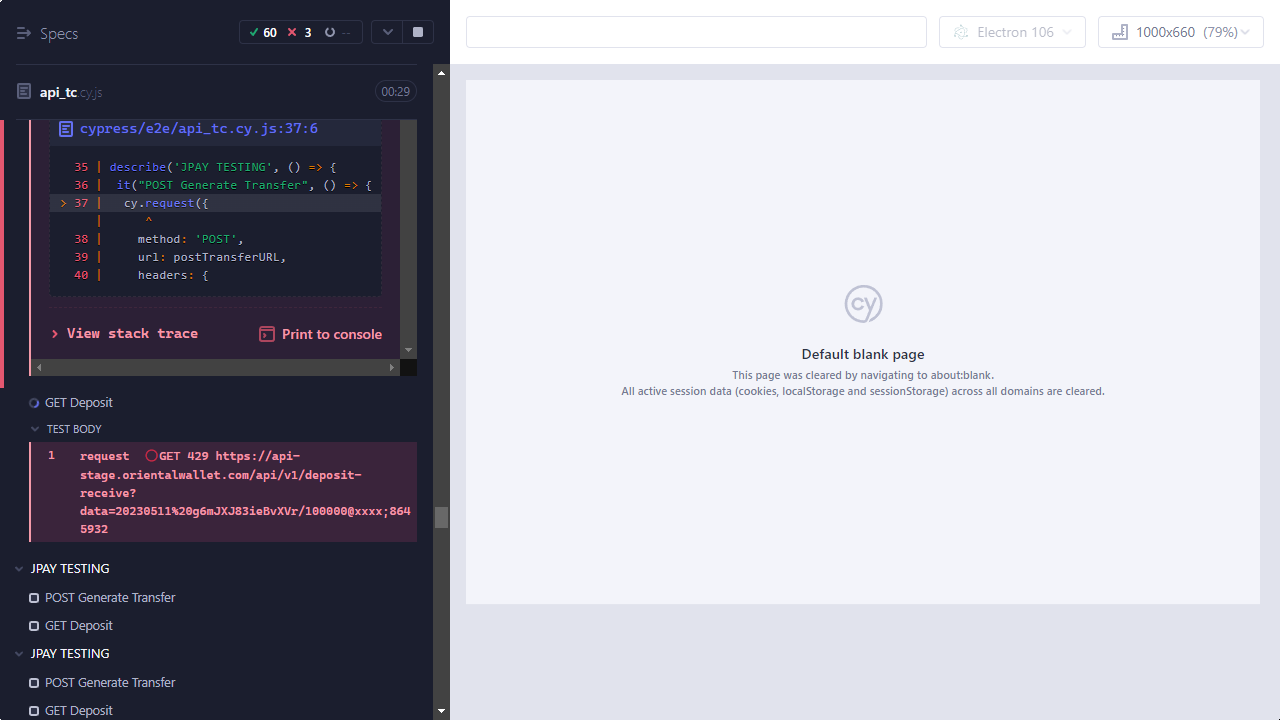 Specs
60 3 --
Electron 106
1000x660 (79%)
api_tc.cy.js
00:29
cypress/e2e/api_tc.cy.js:37:6
35 | describe('JPAY TESTING', () => {
36 | it("POST Generate Transfer", () => {
> 37 | cy.request({
| ^
38 | method: 'POST',
39 | url: postTransferURL,
40 | headers: {
View stack trace
Print to console
GET Deposit
TEST BODY
1 request GET 429 https://api-
stage.orientalwallet.com/api/v1/deposit-
receive?
data=20230511%20g6mJXJ83ieBvXVr/100000@xxxx;864
5932
JPAY TESTING
POST Generate Transfer
GET Deposit
JPAY TESTING
POST Generate Transfer
GET Deposit
cy
Default blank page
This page was cleared by navigating to about:blank.
All active session data (cookies, localStorage and sessionStorage) across all domains are cleared.